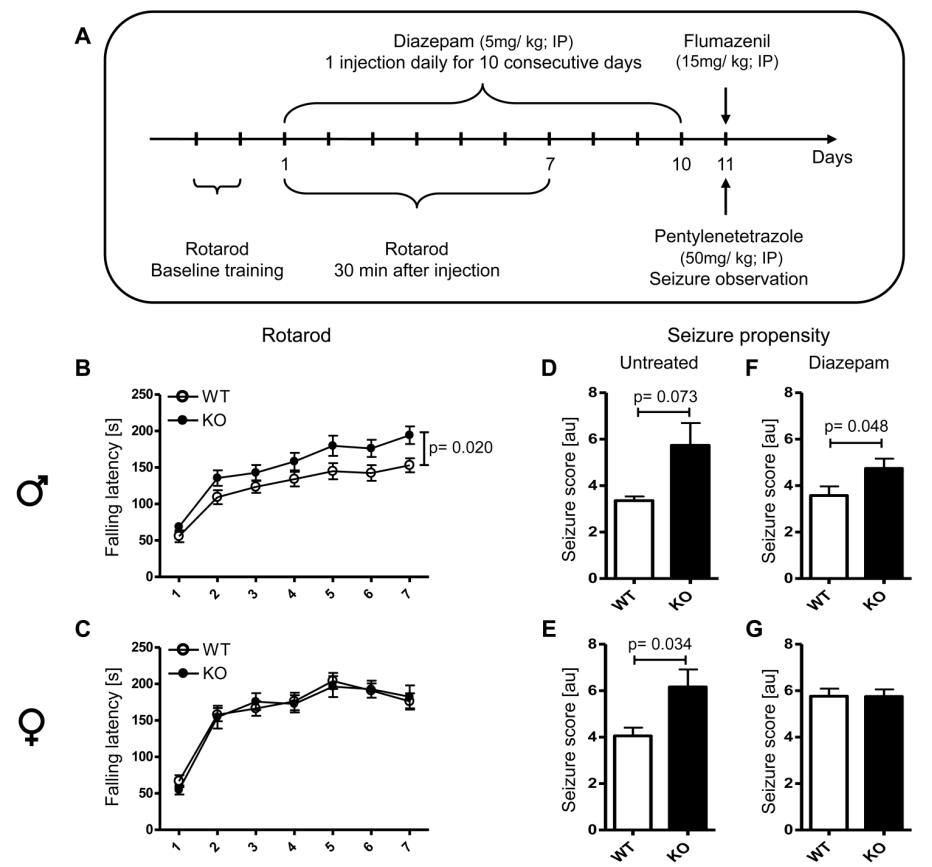 A
Diazepam (5mg/ kg; IP)
1 injection daily for 10 consecutive days
Flumazenil
(15mg/ kg; IP)
1
7
10
11
Days
Rotarod
Baseline training
Rotarod
30 min after injection
Pentylenetetrazole
(50mg/ kg; IP)
Seizure observation
Rotarod
Seizure propensity
B
WT
KO
Falling latency [s]
250
200
150
100
50
0
1 2 3 4 5 6 7
p= 0.020
D
Untreated
Seizure score [au]
8
6
4
2
0
p= 0.073
WT KO
F
Diazepam
Seizure score [au]
8
6
4
2
0
p= 0.048
WT KO
C
WT
KO
Falling latency [s]
250
200
150
100
50
0
1 2 3 4 5 6 7
E
Seizure score [au]
8
6
4
2
0
p= 0.034
WT KO
G
Seizure score [au]
8
6
4
2
0
WT KO